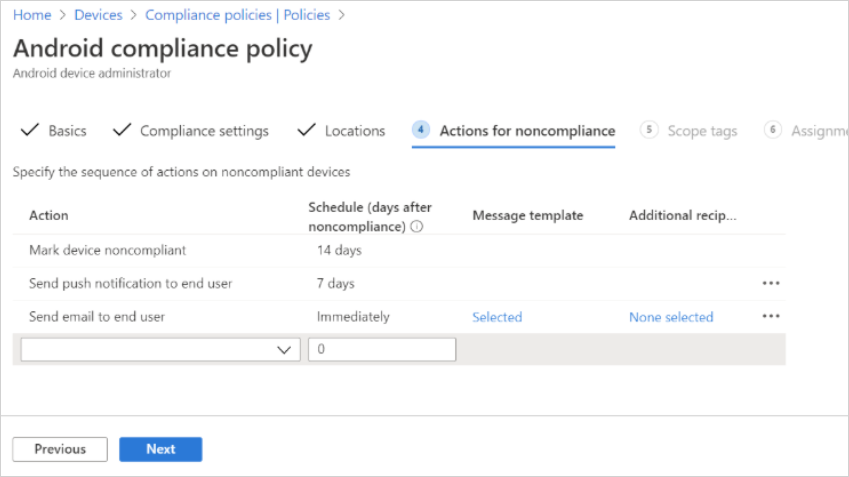 Home > Devices > Compliance policies | Policies >
Android compliance policy
Android device administrator
Basics Compliance settings Locations 4 Actions for noncompliance 5 Scope tags 6 Assignme
Specify the sequence of actions on noncompliant devices
Action Schedule (days after noncompliance) Message template Additional recip...
Mark device noncompliant 14 days
Send push notification to end user 7 days ...
Send email to end user Immediately Selected None selected ...
0
Previous Next